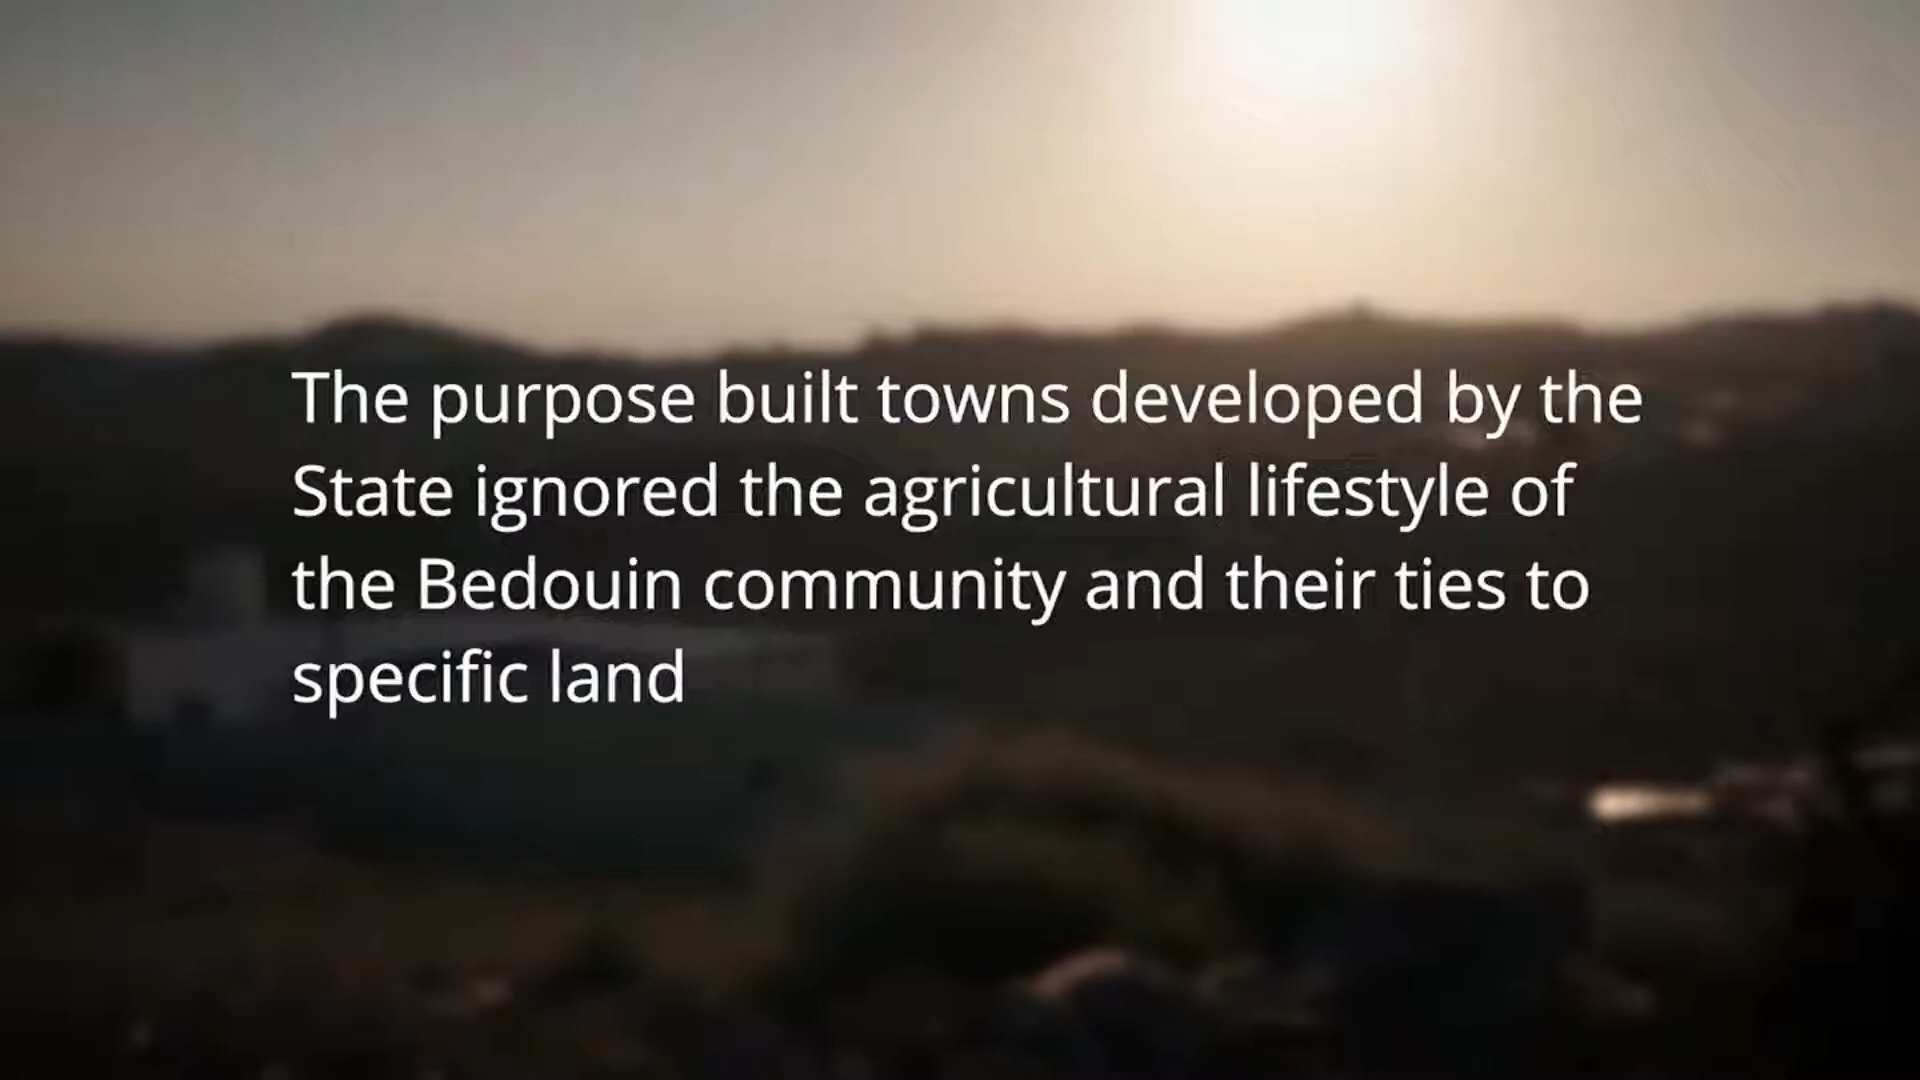 The purpose built towns developed by the
State ignored the agricultural lifestyle of
the Bedouin community and their ties to
specific land